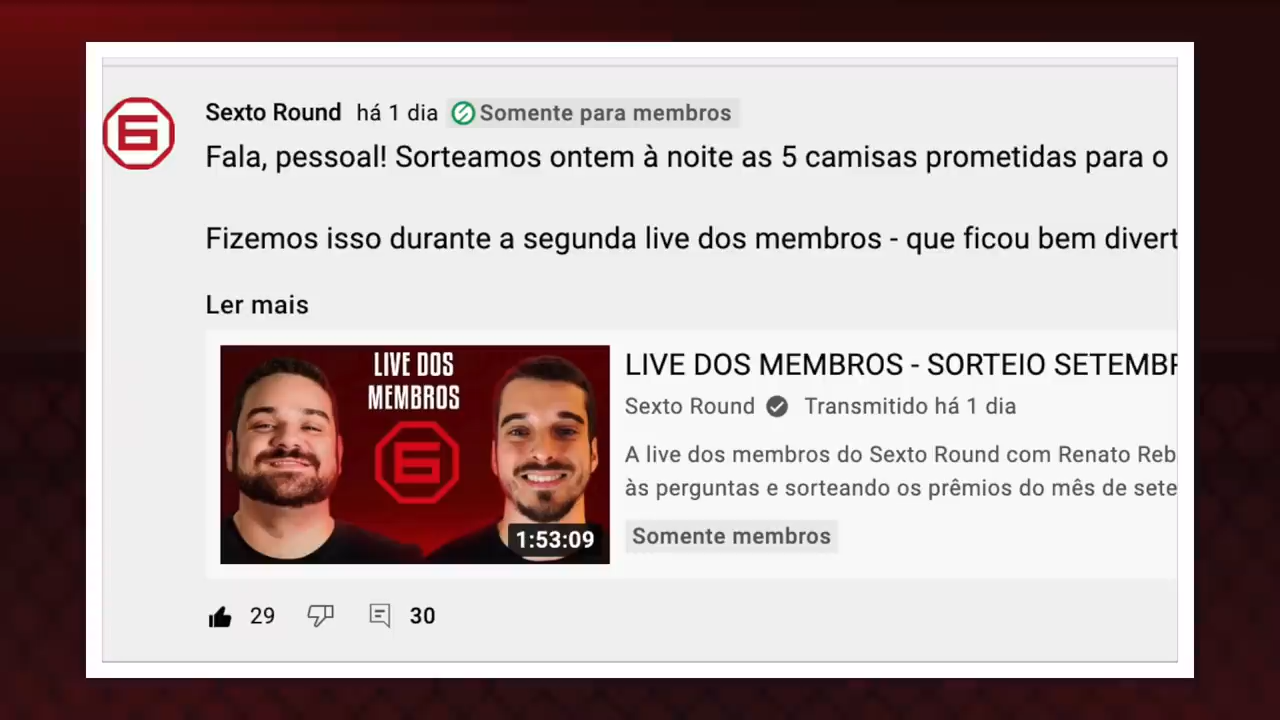 Sexto Round há 1 dia Somente para membros
Fala, pessoal! Sorteamos ontem à noite as 5 camisas prometidas para o
Fizemos isso durante a segunda live dos membros - que ficou bem divert
Ler mais
LIVE DOS
MEMBROS
6
1:53:09
LIVE DOS MEMBROS - SORTEIO SETEMBR
Sexto Round Transmitido há 1 dia
A live dos membros do Sexto Round com Renato Reb
às perguntas e sorteando os prêmios do mês de sete
Somente membros
29 30